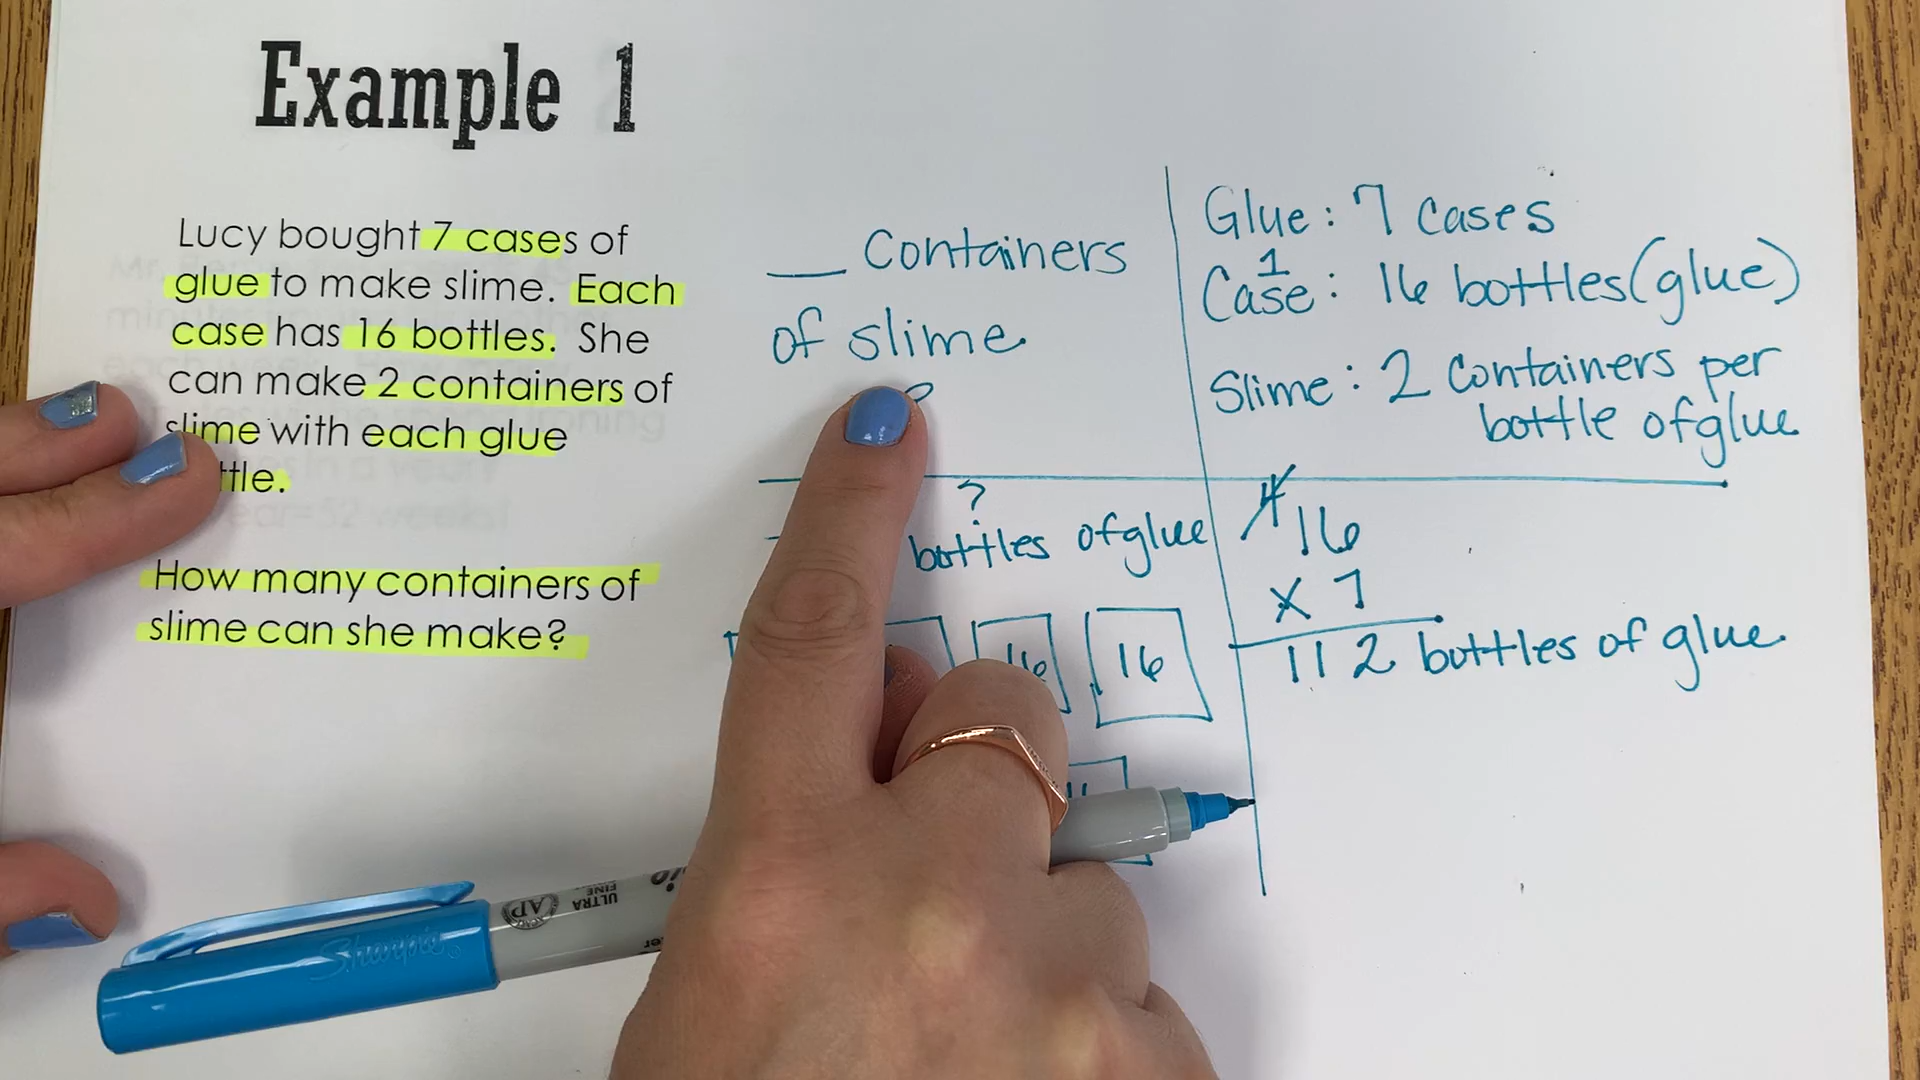 Example 1
Lucy bought 7 cases of
glue to make slime. Each
case has 16 bottles. She
can make 2 containers of
slime with each glue
ttle.
How many containers of
slime can she make?
__ Containers
of slime
?
bottles of glue
16
16
Glue: 7 cases
1
Case: 16 bottles (glue)
Slime: 2 containers per
bottle of glue
4
16
x 7
112 bottles of glue
Sharpie
AP
ULTRA
FINE